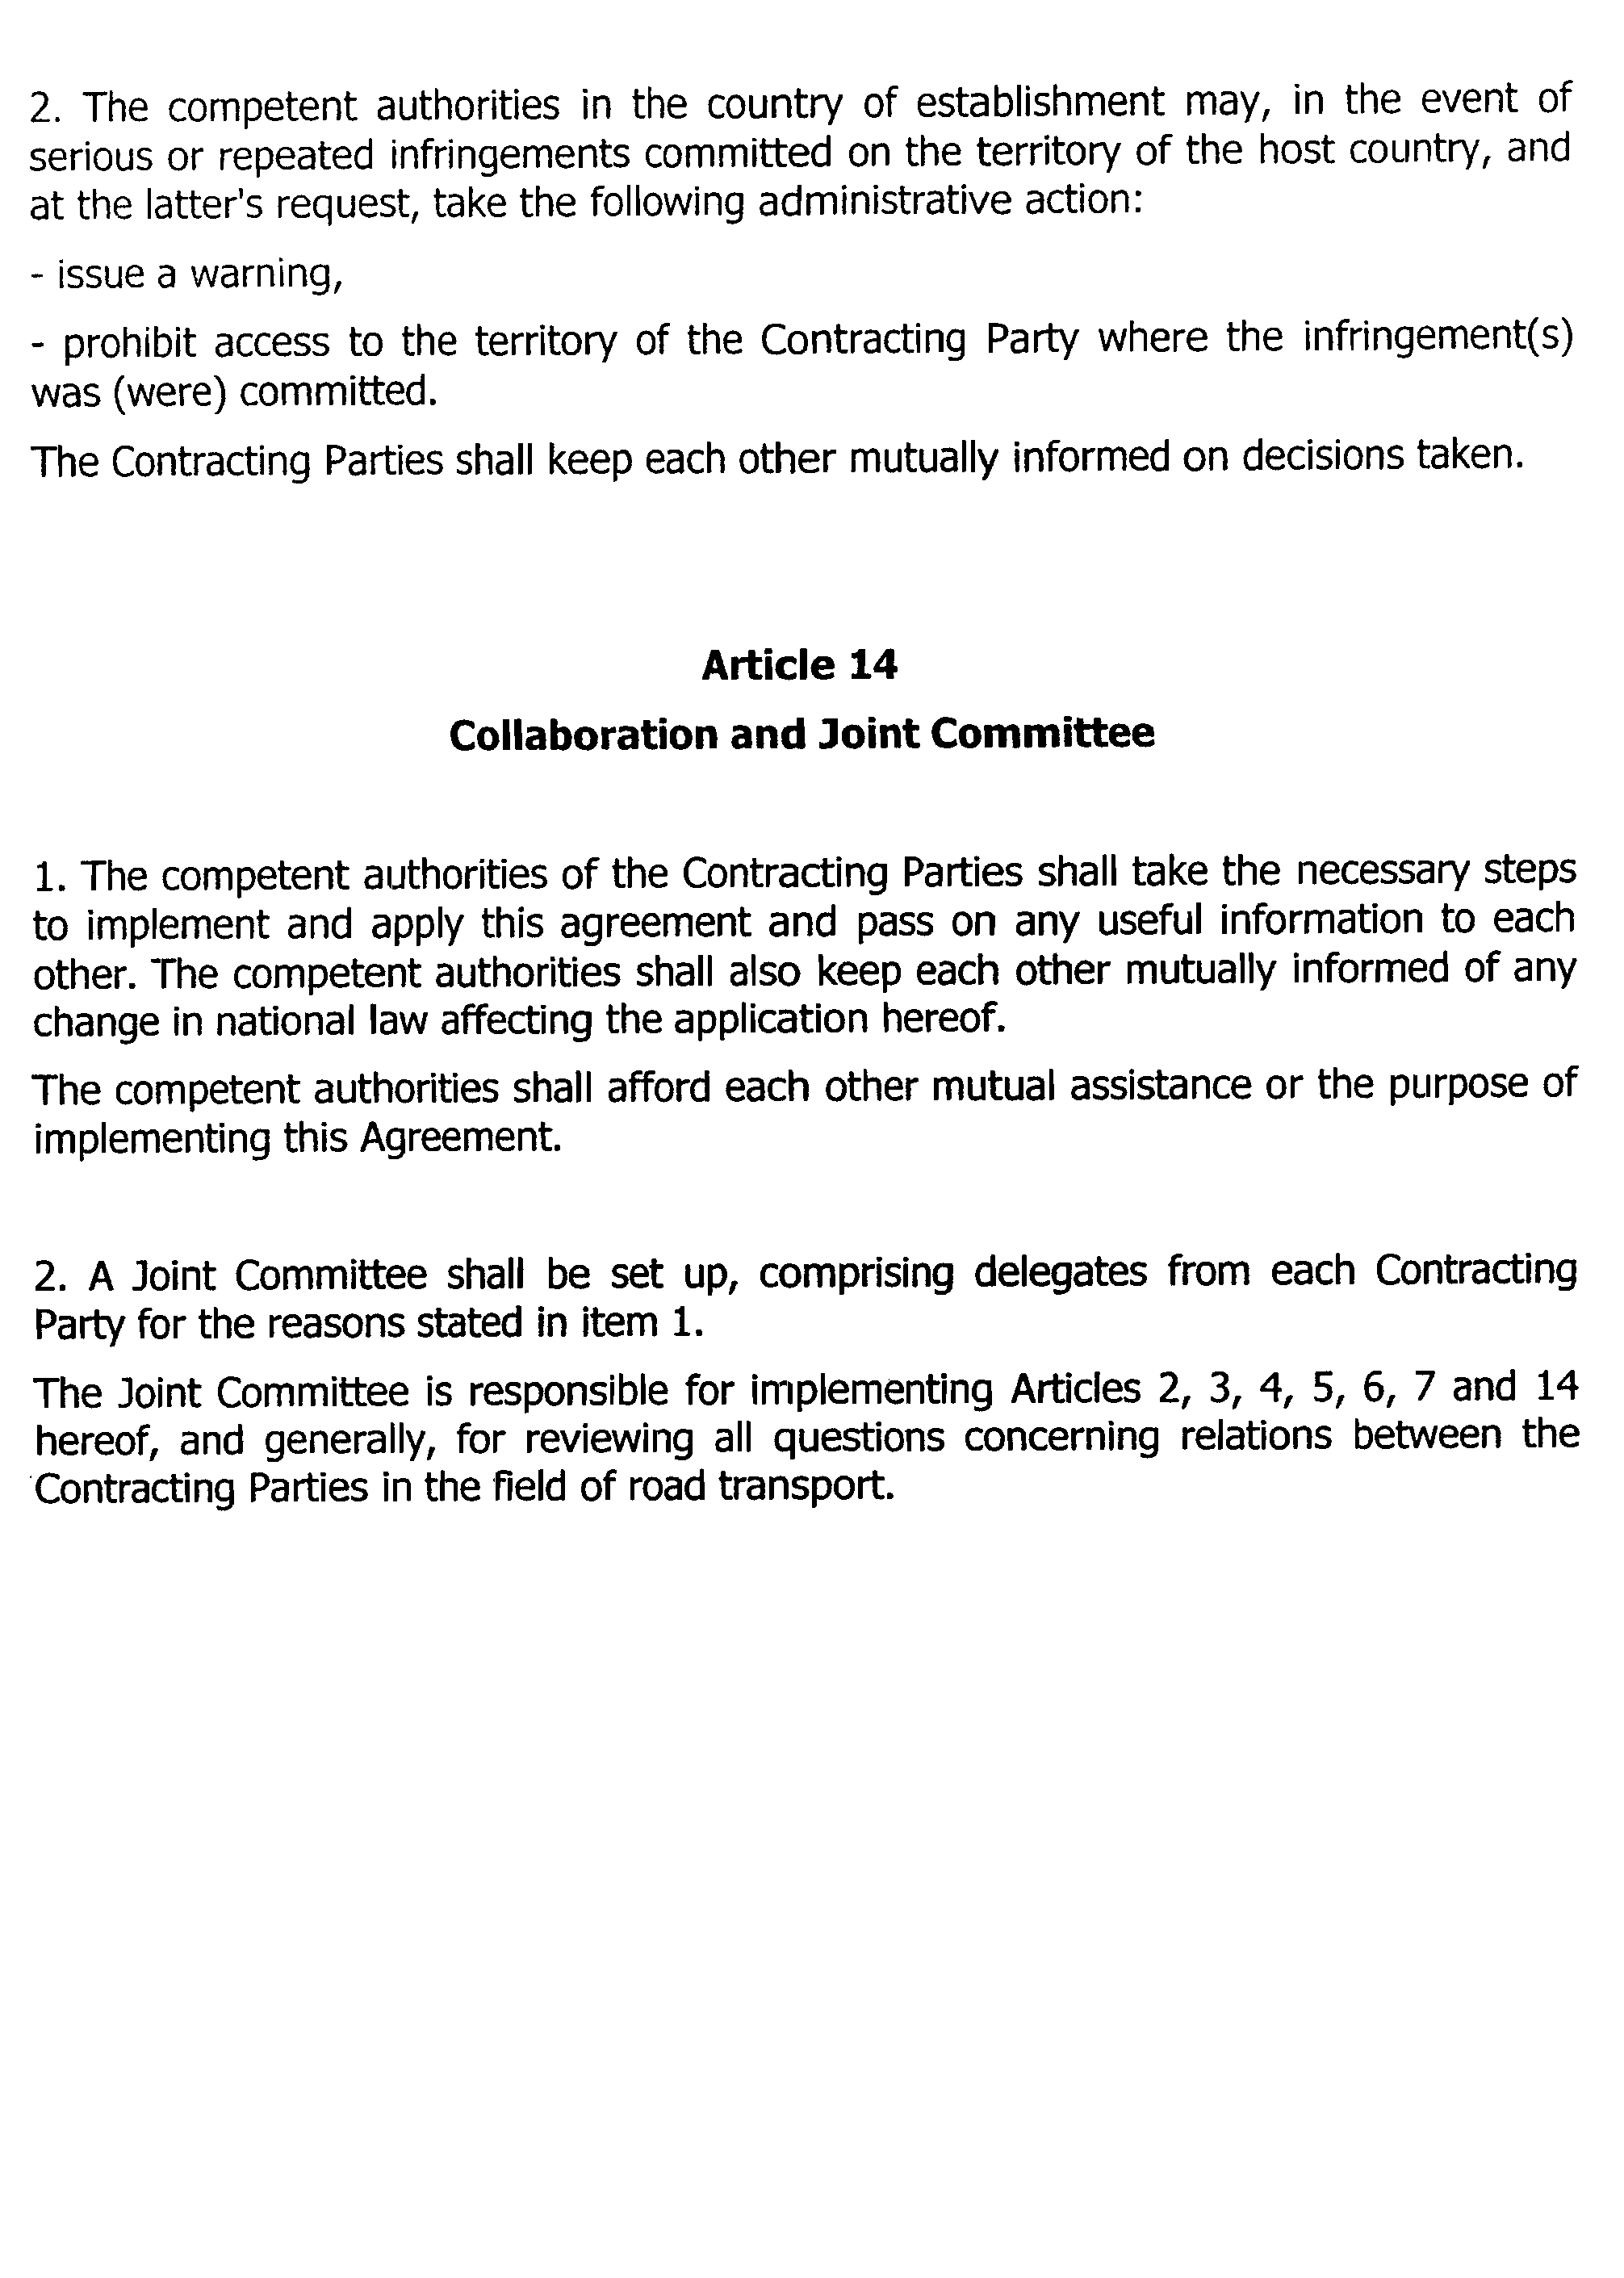 2. The competent authorities in the country of establishment may, in the event of
serious or repeated infringements committed on the territory of the host country, and
at the latter's request, take the following administrative action:
- issue a warning,
- prohibit access to the territory of the Contracting Party where the infringement(s)
was (were) committed.
The Contracting Parties shall keep each other mutually informed on decisions taken.
Article 14
Collaboration and Joint Committee
1. The competent authorities of the Contracting Parties shall take the necessary steps
to implement and apply this agreement and pass on any useful information to each
other. The competent authorities shall also keep each other mutually informed of any
change in national law affecting the application hereof.
The competent authorities shall afford each other mutual assistance or the purpose of
implementing this Agreement.
2. A Joint Committee shall be set up, comprising delegates from each Contracting
Party for the reasons stated in item 1.
The Joint Committee is responsible for implementing Articles 2, 3, 4, 5, 6, 7 and 14
hereof, and generally, for reviewing all questions concerning relations between the
Contracting Parties in the field of road transport.